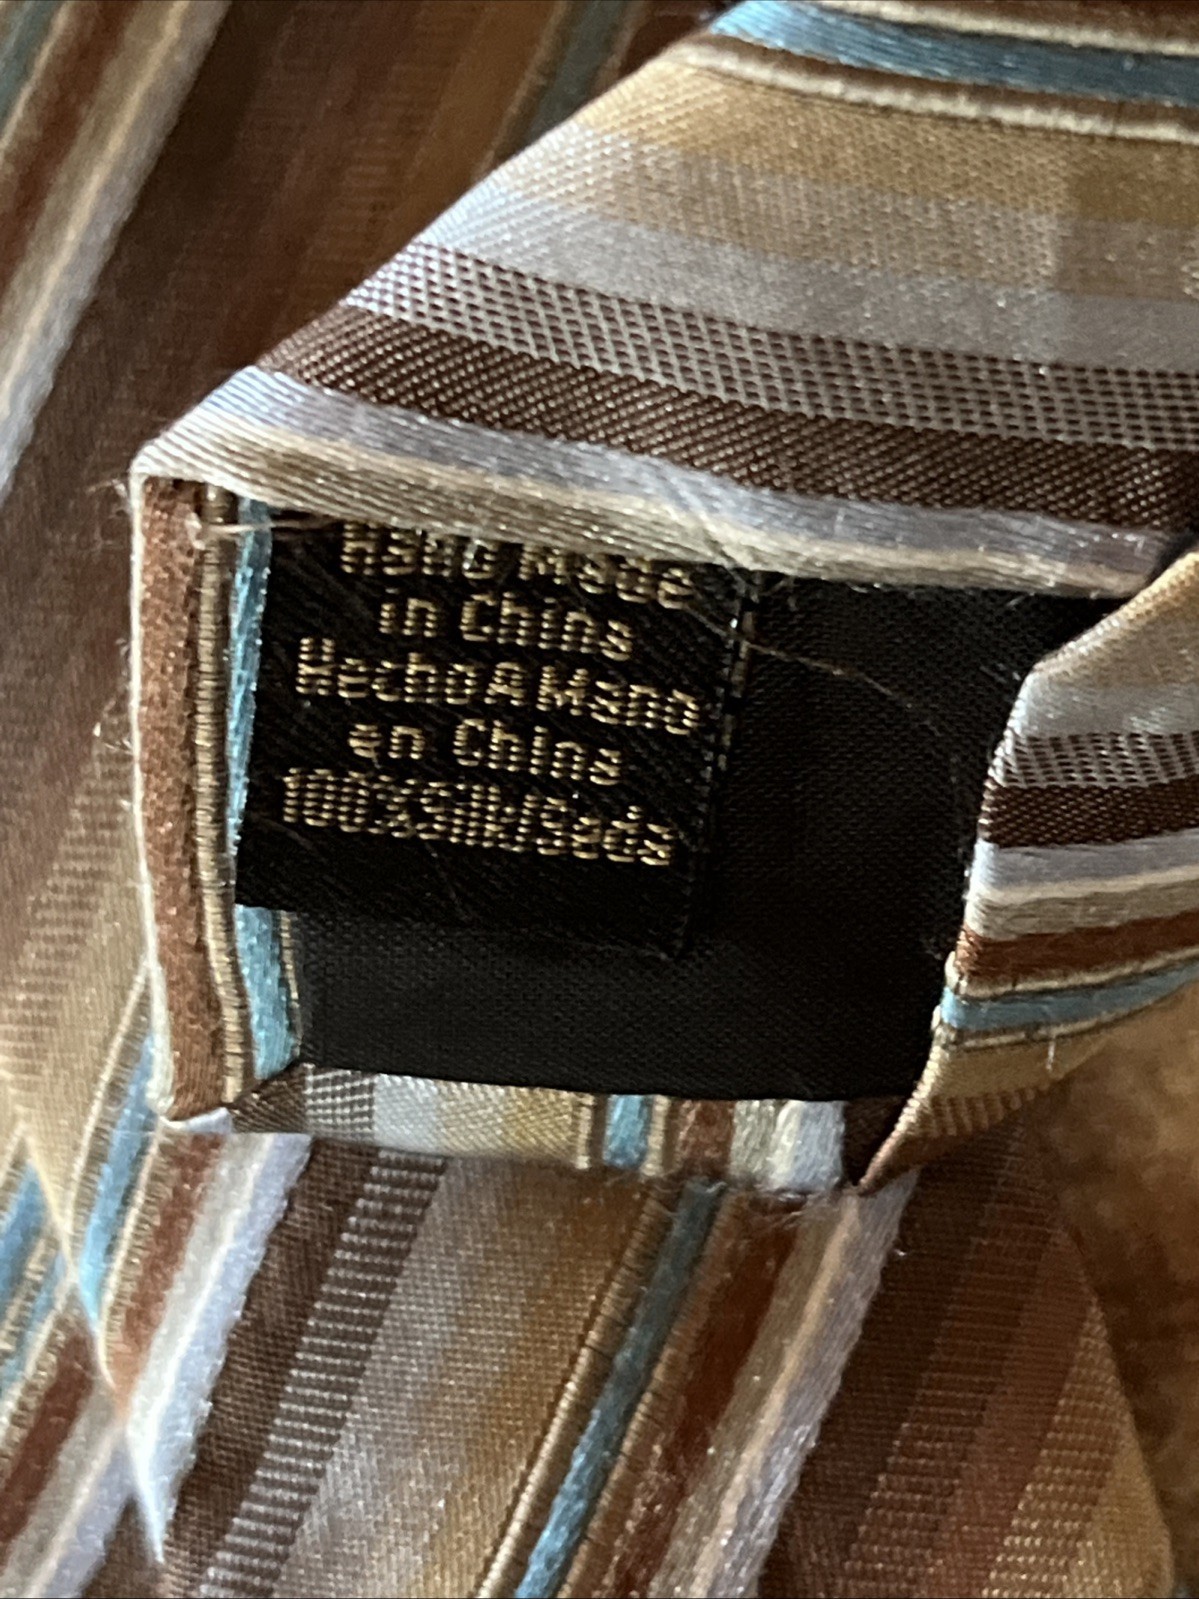 Hand Made
in China
Hecho A Mano
en China
100%Silk/Seda